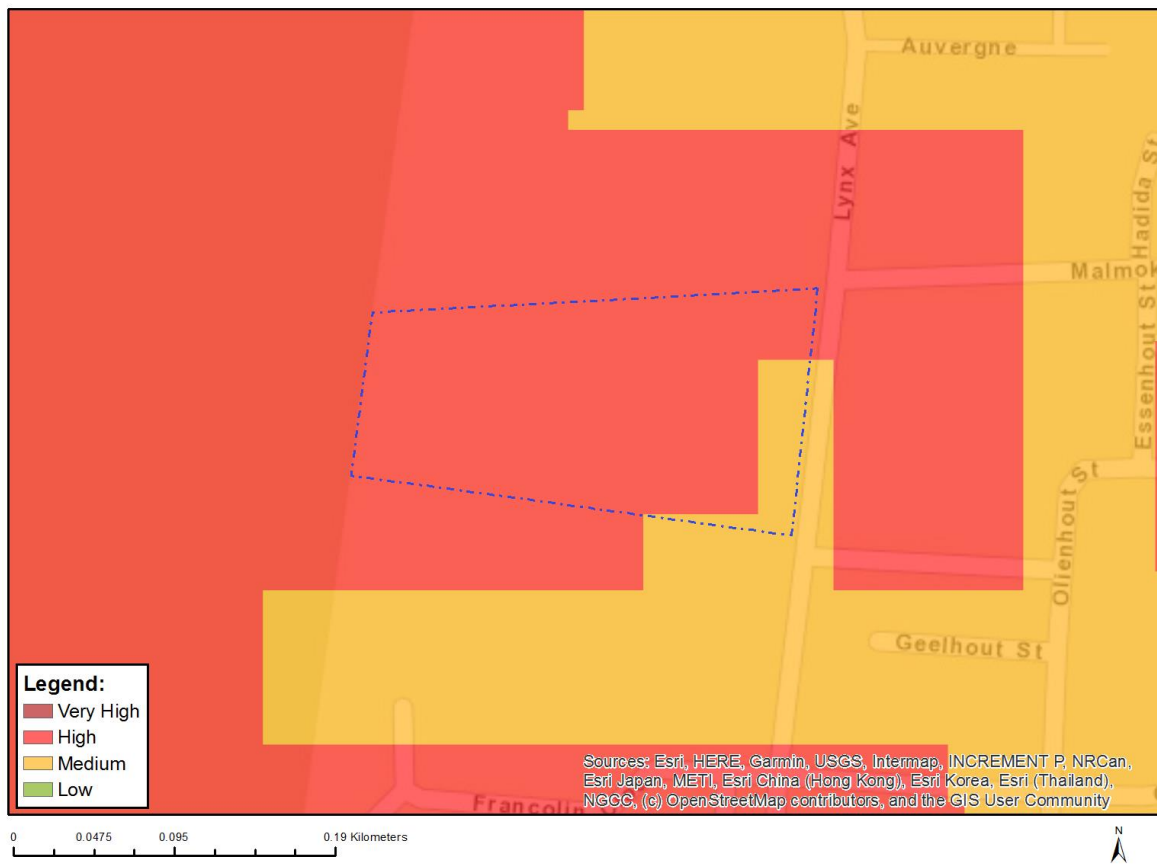 Auvergne
Lynx Ave
Hadida St
Malmok
Essenhout St
Olienhout St
Geelhout St
Francolin
Legend:
Very High
High
Medium
Low
Sources: Esri, HERE, Garmin, USGS, Intermap, INCREMENT P, NRCan,
Esri Japan, METI, Esri China (Hong Kong), Esri Korea, Esri (Thailand),
NGCC, (c) OpenStreetMap contributors, and the GIS User Community
0 0.0475 0.095 0.19 Kilometers
N